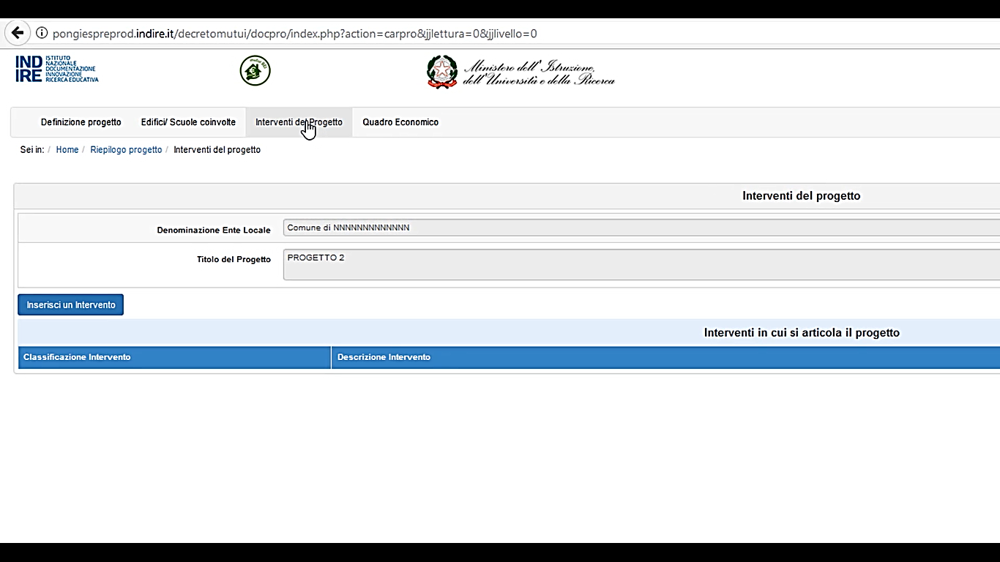 pongiespreprod.indire.it/decretomutui/docpro/index.php?action=carpro&jjlettura=0&jjlivello=0
INDIRE ISTITUTO NAZIONALE DOCUMENTAZIONE INNOVAZIONE RICERCA EDUCATIVA
Ministero dell'Istruzione,
dell'Università e della Ricerca
Definizione progetto Edifici/ Scuole coinvolte Interventi del Progetto Quadro Economico
Sei in: / Home / Riepilogo progetto / Interventi del progetto
Interventi del progetto
Denominazione Ente Locale Comune di NNNNNNNNNNNNN
Titolo del Progetto PROGETTO 2
Inserisci un Intervento
Interventi in cui si articola il progetto
Classificazione Intervento Descrizione Intervento